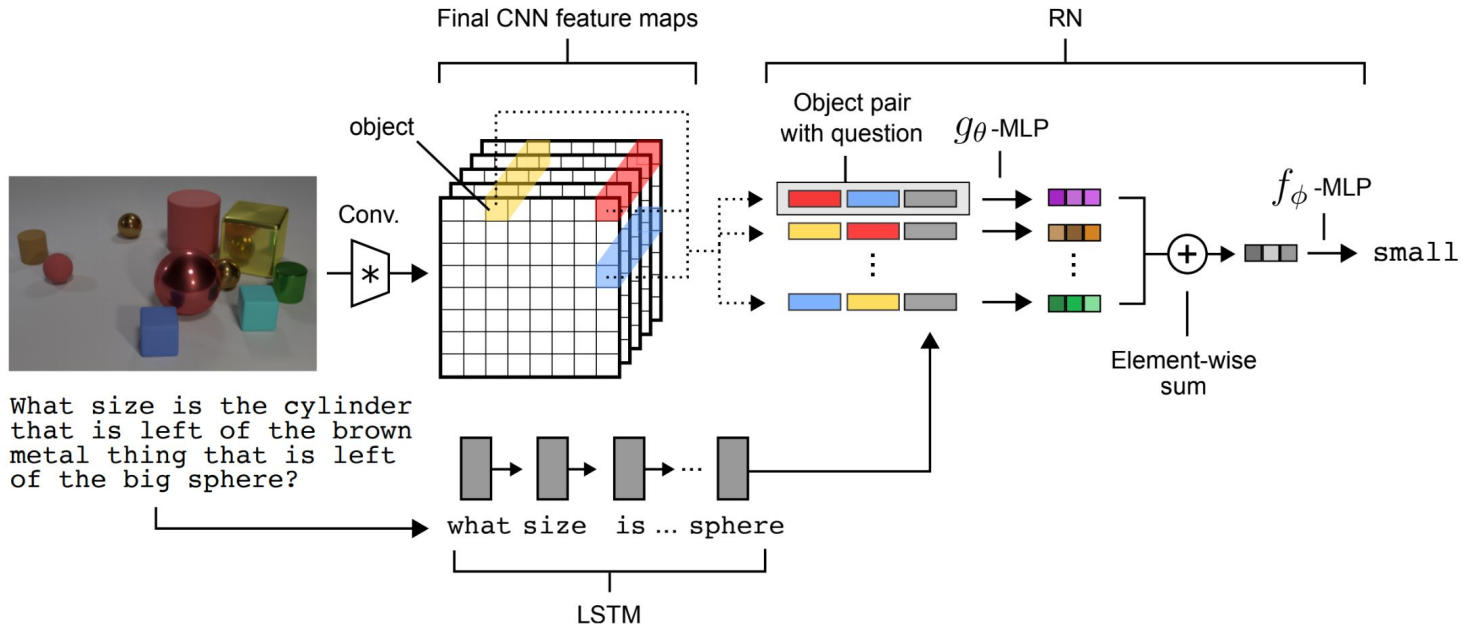 Final CNN feature maps
RN
object
Object pair
with question
gθ-MLP
fϕ-MLP
Conv.
*
+
small
Element-wise
sum
What size is the cylinder
that is left of the brown
metal thing that is left
of the big sphere?
...
what size is ... sphere
LSTM